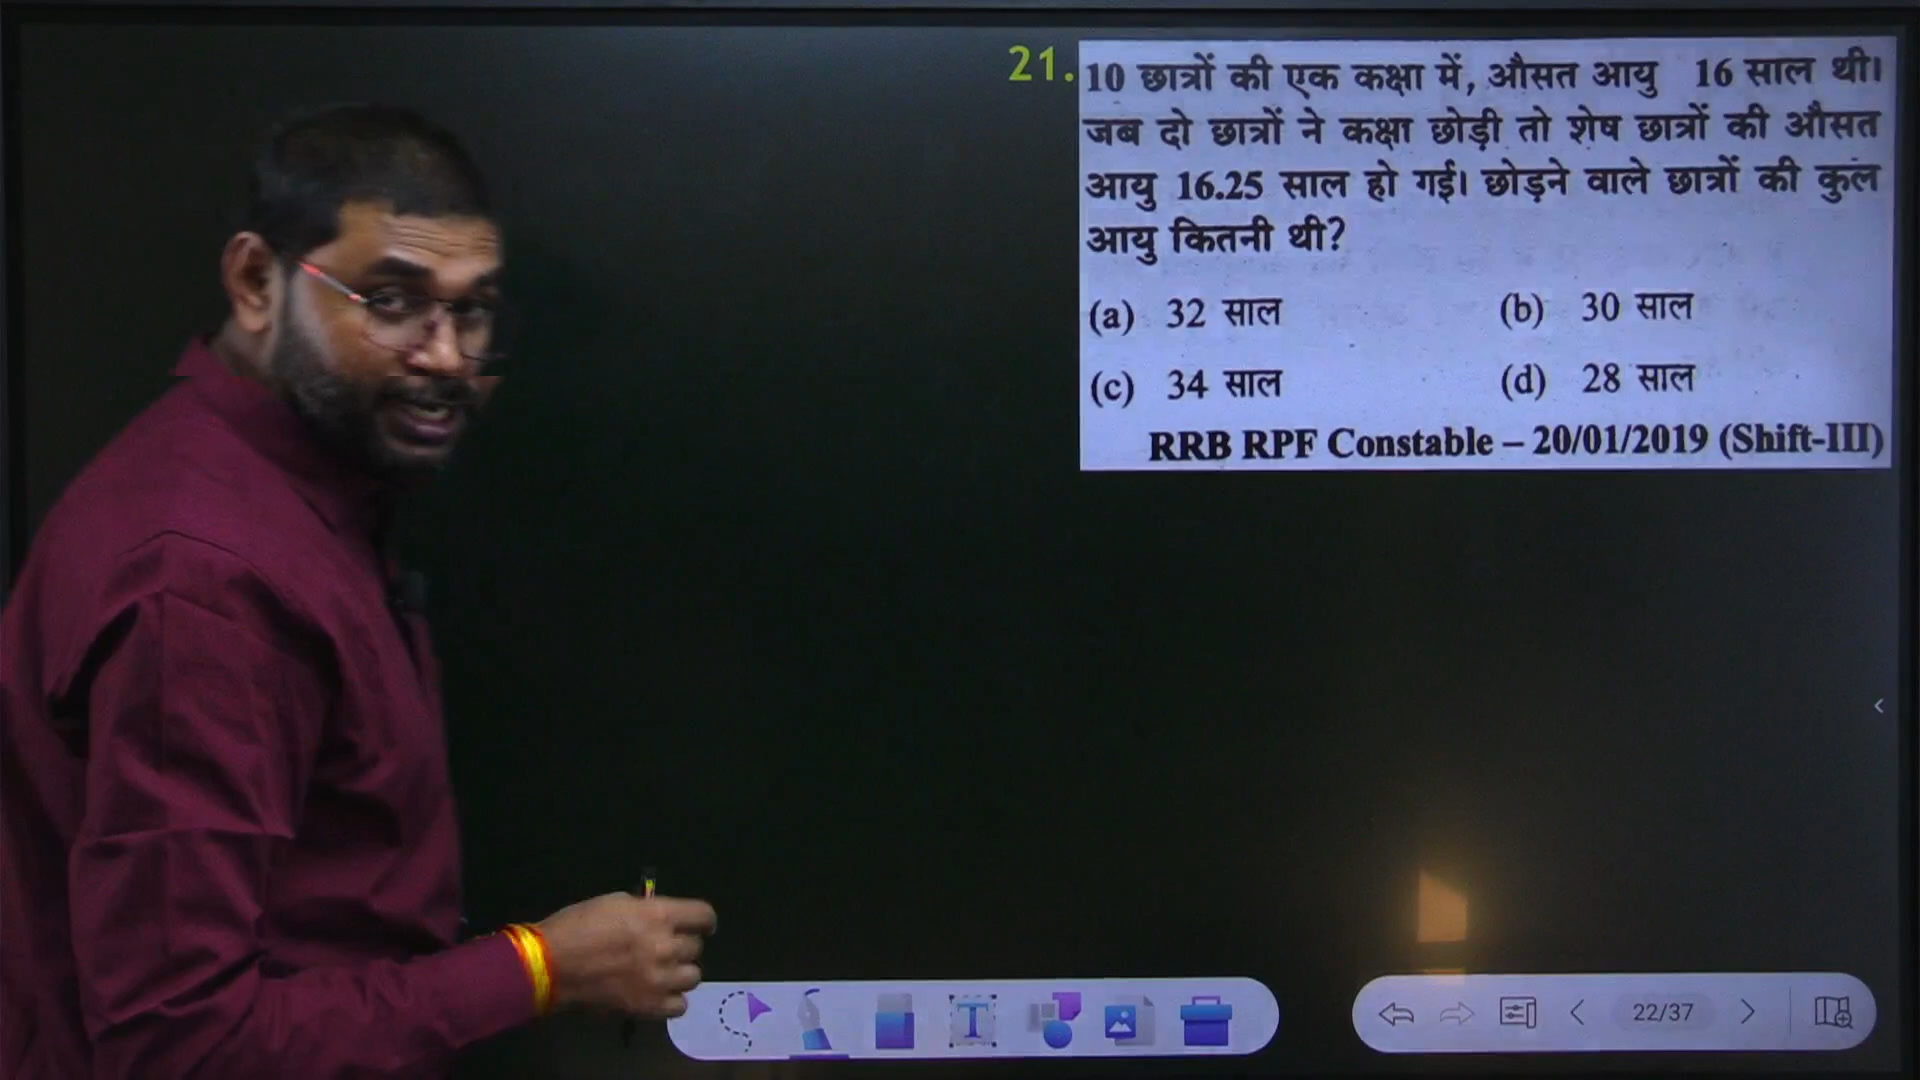 21.
10 छात्रों की एक कक्षा में, औसत आयु 16 साल थी।
जब दो छात्रों ने कक्षा छोड़ी तो शेष छात्रों की औसत
आयु 16.25 साल हो गई। छोड़ने वाले छात्रों की कुल
आयु कितनी थी?
(a) 32 साल (b) 30 साल
(c) 34 साल (d) 28 साल
RRB RPF Constable – 20/01/2019 (Shift-III)
T
22/37